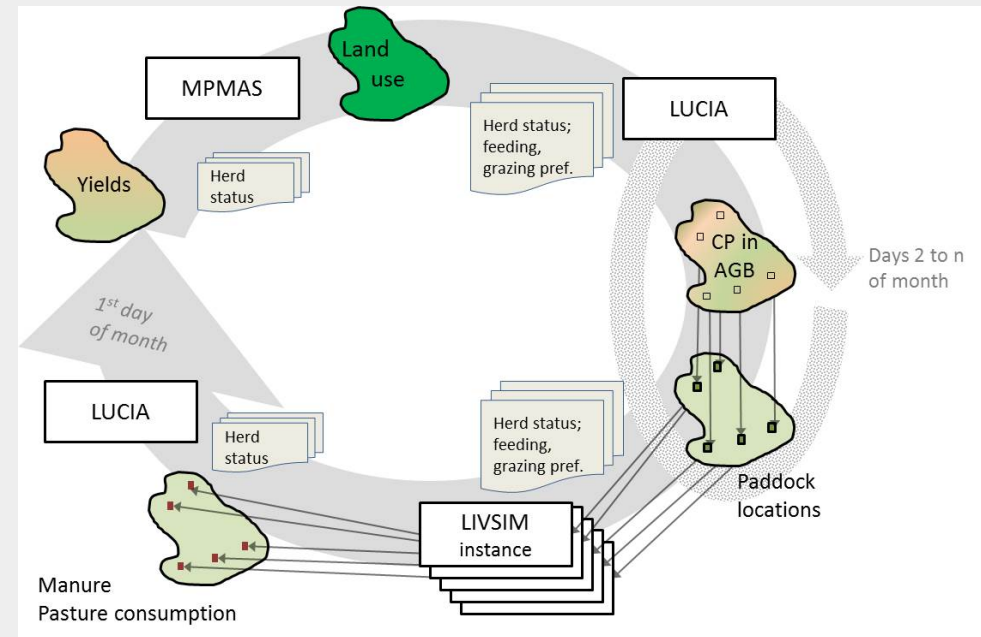 Land
use
MPMAS
LUCIA
Herd status;
feeding,
grazing pref.
Yields
Herd
status
CP in
AGB
Days 2 to n
of month
1st day
of month
LUCIA
Herd
status
Herd status;
feeding,
grazing pref.
Paddock
locations
LIVSIM
instance
Manure
Pasture consumption